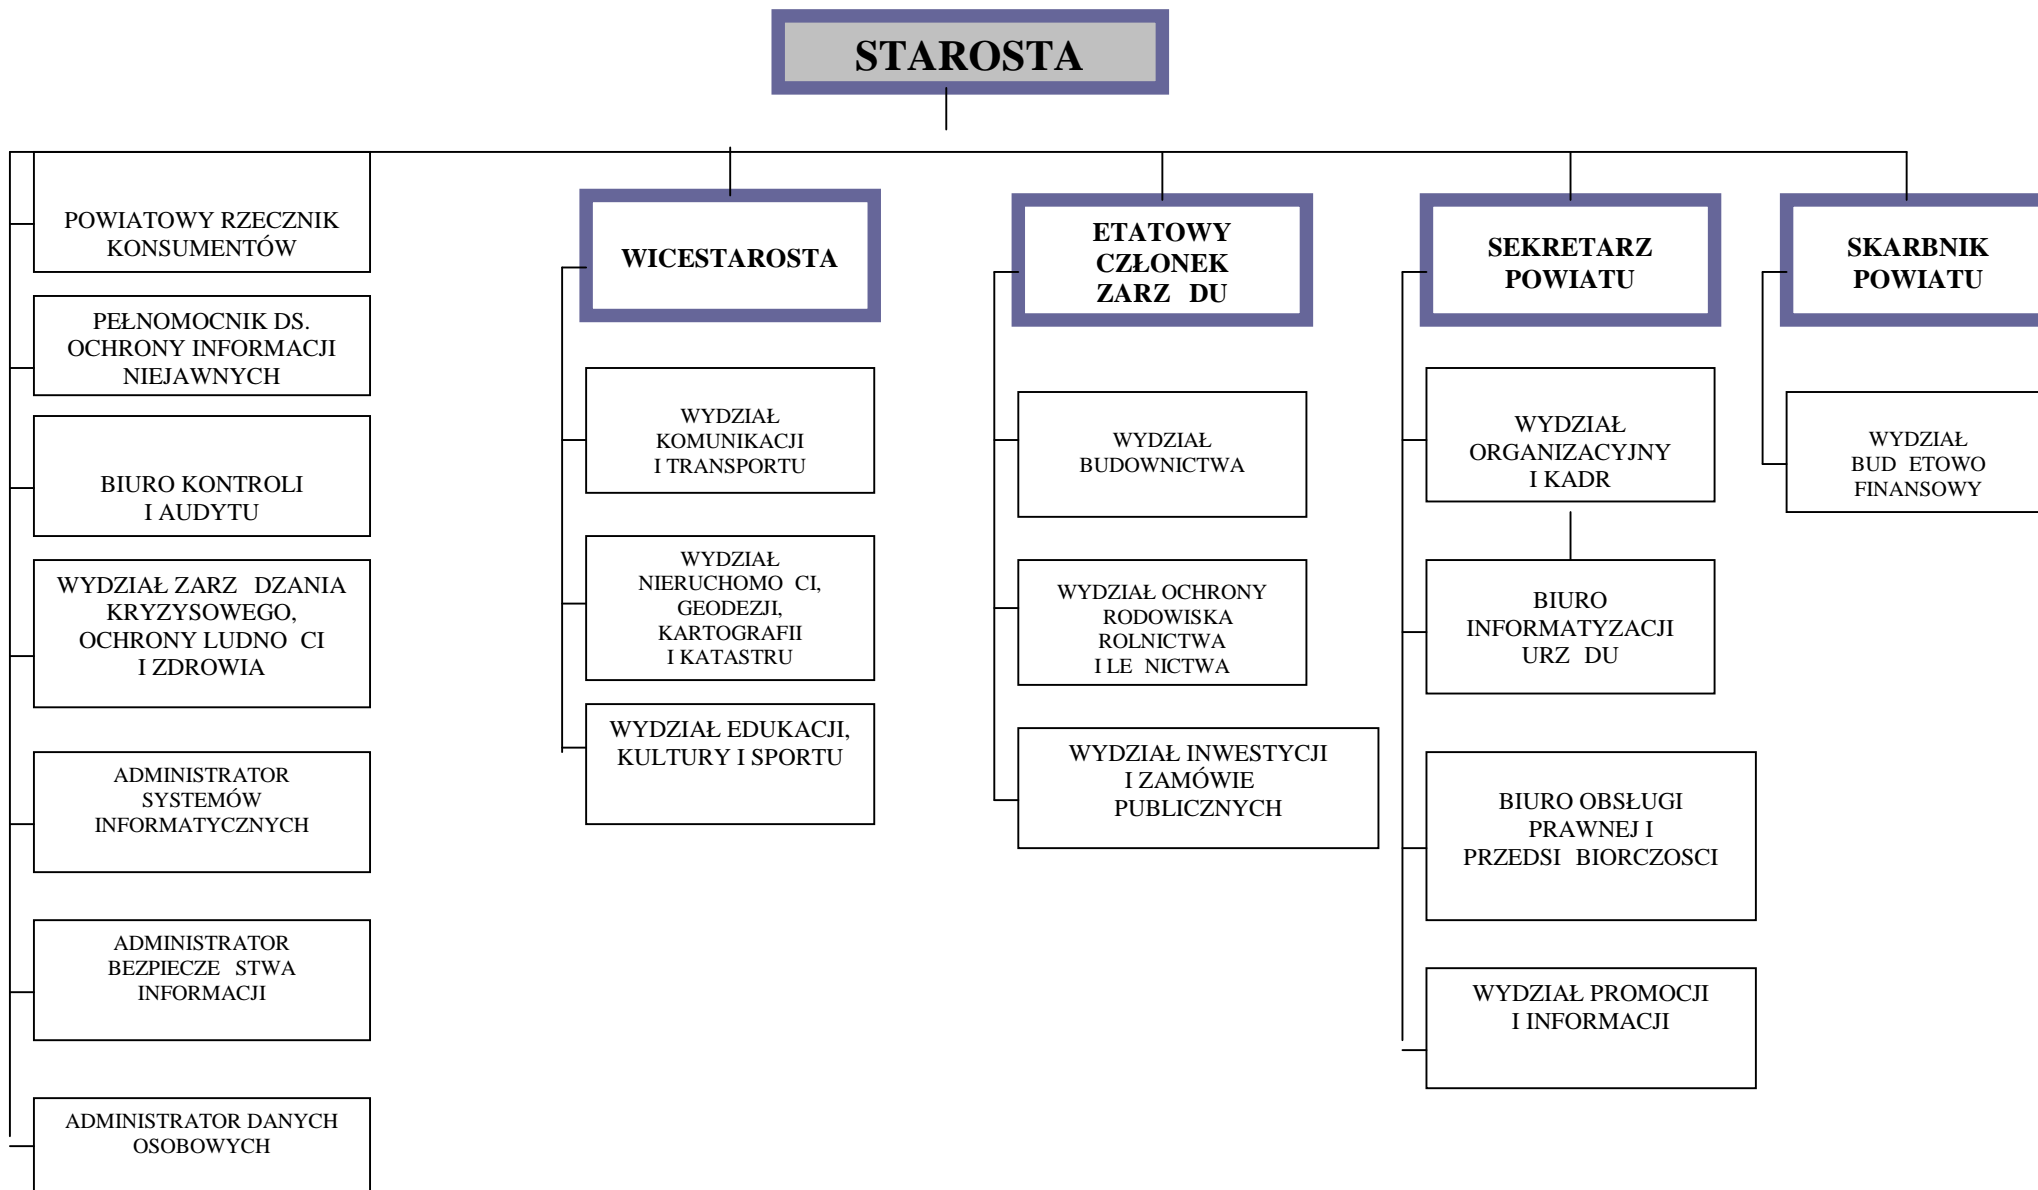 STAROSTA
POWIATOWY RZECZNIK
KONSUMENTÓW
PEŁNOMOCNIK DS.
OCHRONY INFORMACJI
NIEJAWNYCH
BIURO KONTROLI
I AUDYTU
WYDZIAŁ ZARZ DZANIA
KRYZYSOWEGO,
OCHRONY LUDNO CI
I ZDROWIA
ADMINISTRATOR
SYSTEMÓW
INFORMATYCZNYCH
ADMINISTRATOR
BEZPIECZE STWA
INFORMACJI
ADMINISTRATOR DANYCH
OSOBOWYCH
WICESTAROSTA
WYDZIAŁ
KOMUNIKACJI
I TRANSPORTU
WYDZIAŁ
NIERUCHOMO CI,
GEODEZJI,
KARTOGRAFII
I KATASTRU
WYDZIAŁ EDUKACJI,
KULTURY I SPORTU
ETATOWY
CZŁONEK
ZARZ DU
WYDZIAŁ
BUDOWNICTWA
WYDZIAŁ OCHRONY
RODOWISKA
ROLNICTWA
I LE NICTWA
WYDZIAŁ INWESTYCJI
I ZAMÓWIE
PUBLICZNYCH
SEKRETARZ
POWIATU
WYDZIAŁ
ORGANIZACYJNY
I KADR
BIURO
INFORMATYZACJI
URZ DU
BIURO OBSŁUGI
PRAWNEJ I
PRZEDSI BIORCZOSCI
WYDZIAŁ PROMOCJI
I INFORMACJI
SKARBNIK
POWIATU
WYDZIAŁ
BUD ETOWO
FINANSOWY